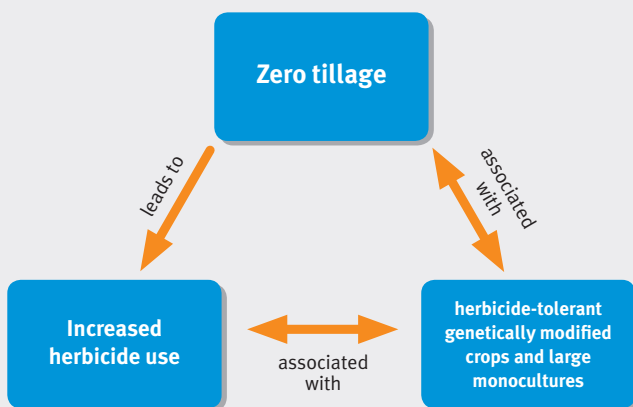 Zero tillage
leads to
associated
with
Increased
herbicide use
associated
with
herbicide-tolerant
genetically modified
crops and large
monocultures